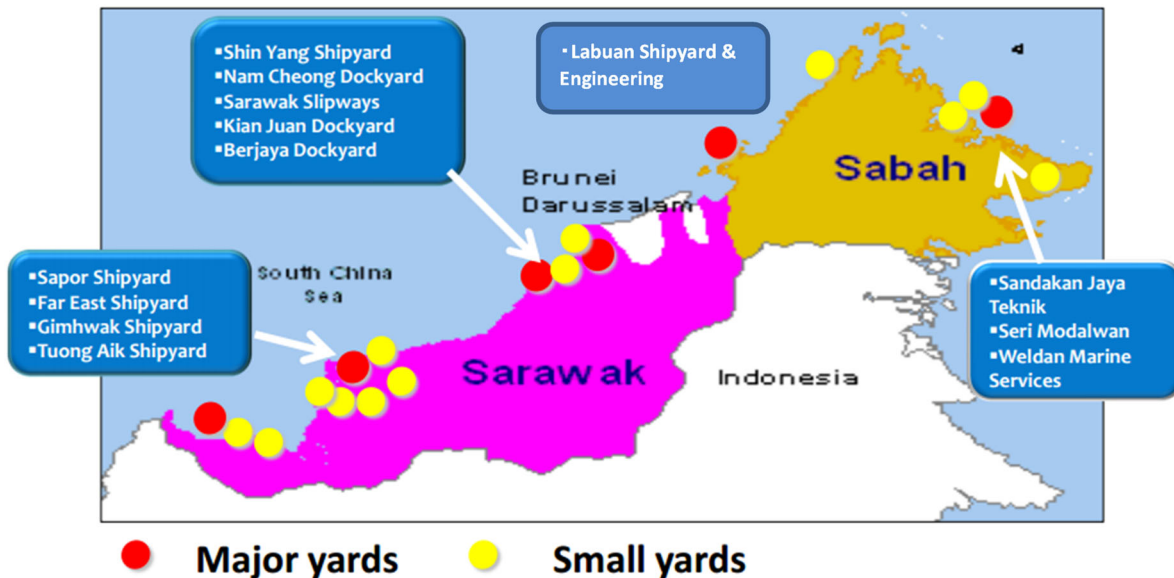 ▪Shin Yang Shipyard
▪Nam Cheong Dockyard
▪Sarawak Slipways
▪Kian Juan Dockyard
▪Berjaya Dockyard
▪Labuan Shipyard &
Engineering
Sabah
Brunei
Darussalam
▪Sapor Shipyard
▪Far East Shipyard
▪Gimhwak Shipyard
▪Tuong Aik Shipyard
South China
Sea
Sarawak
Indonesia
▪Sandakan Jaya
Teknik
▪Seri Modalwan
▪Weldan Marine
Services
Major yards
Small yards